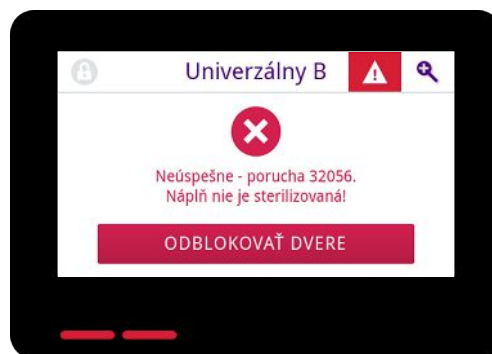 Univerzálny B
Neúspešne - porucha 32056.
Náplň nie je sterilizovaná!
ODBLOKOVAŤ DVERE